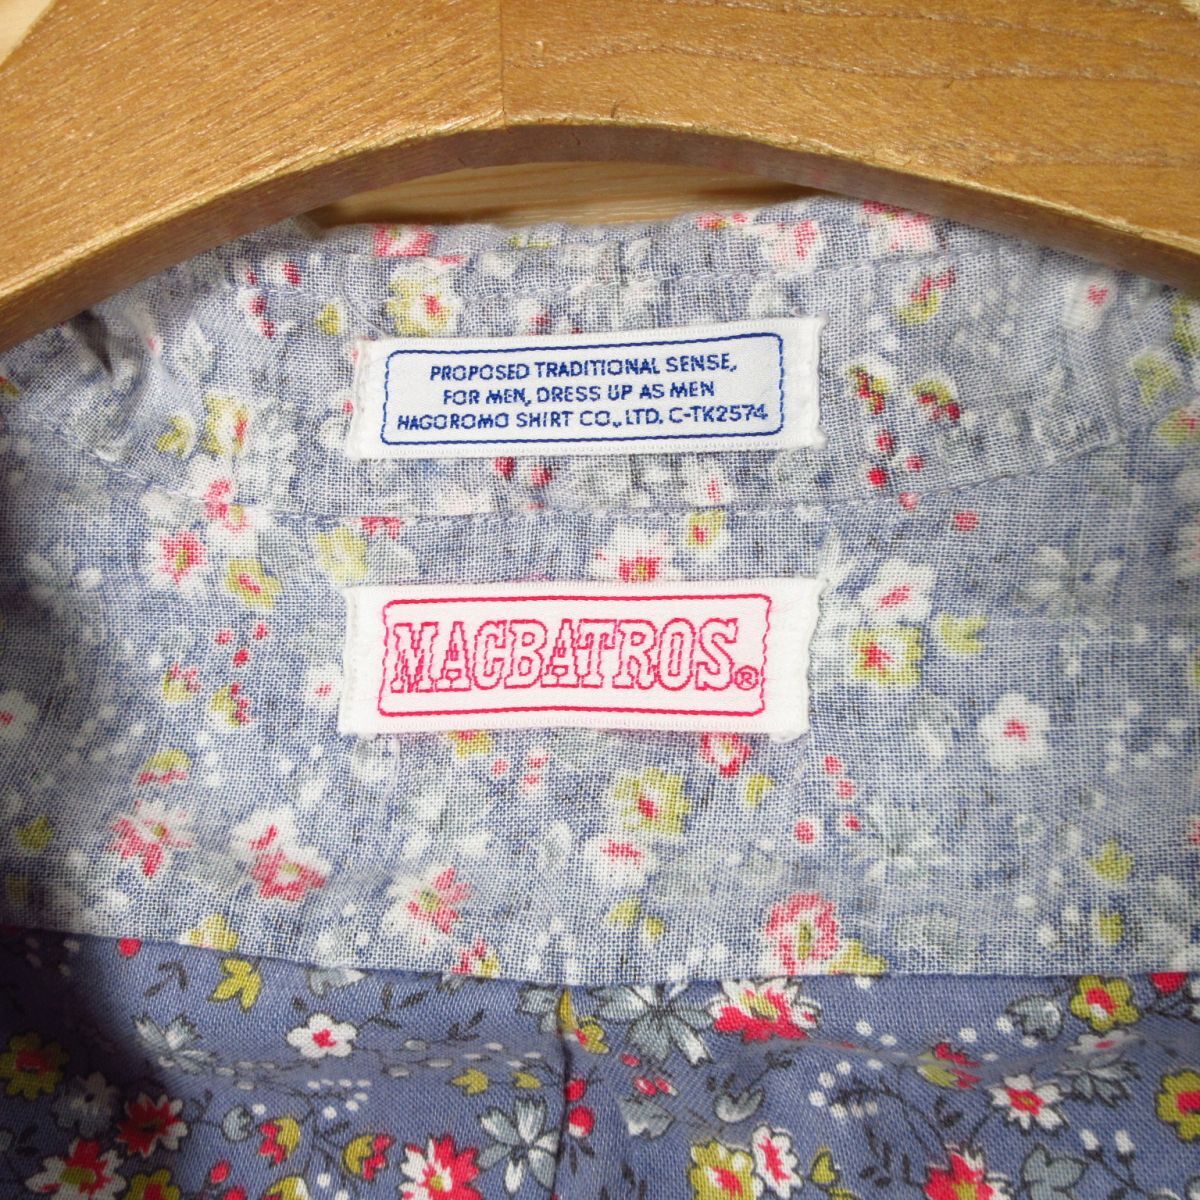 PROPOSED TRADITIONAL SENSE,
FOR MEN, DRESS UP AS MEN
HAGOROMO SHIRT CO.,LTD. C-TK2574
MACBATROS®